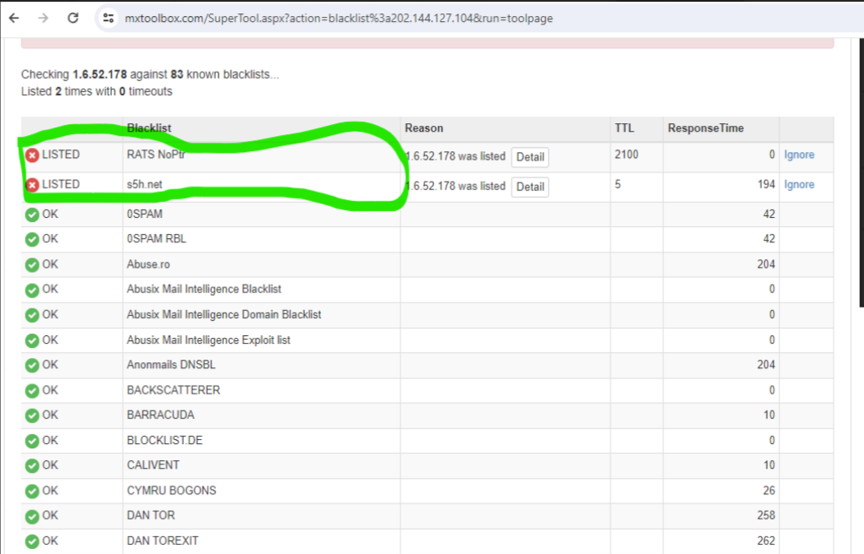 mxtoolbox.com/SuperTool.aspx?action=blacklist%3a202.144.127.104&run=toolpage
Checking 1.6.52.178 against 83 known blacklists...
Listed 2 times with 0 timeouts
Blacklist Reason TTL ResponseTime
LISTED RATS NoPtr 1.6.52.178 was listed Detail 2100 0 Ignore
LISTED s5h.net 1.6.52.178 was listed Detail 5 194 Ignore
OK 0SPAM 42
OK 0SPAM RBL 42
OK Abuse.ro 204
OK Abusix Mail Intelligence Blacklist 0
OK Abusix Mail Intelligence Domain Blacklist 0
OK Abusix Mail Intelligence Exploit list 0
OK Anonmails DNSBL 204
OK BACKSCATTERER 0
OK BARRACUDA 10
OK BLOCKLIST.DE 0
OK CALIVENT 10
OK CYMRU BOGONS 26
OK DAN TOR 258
OK DAN TOREXIT 262